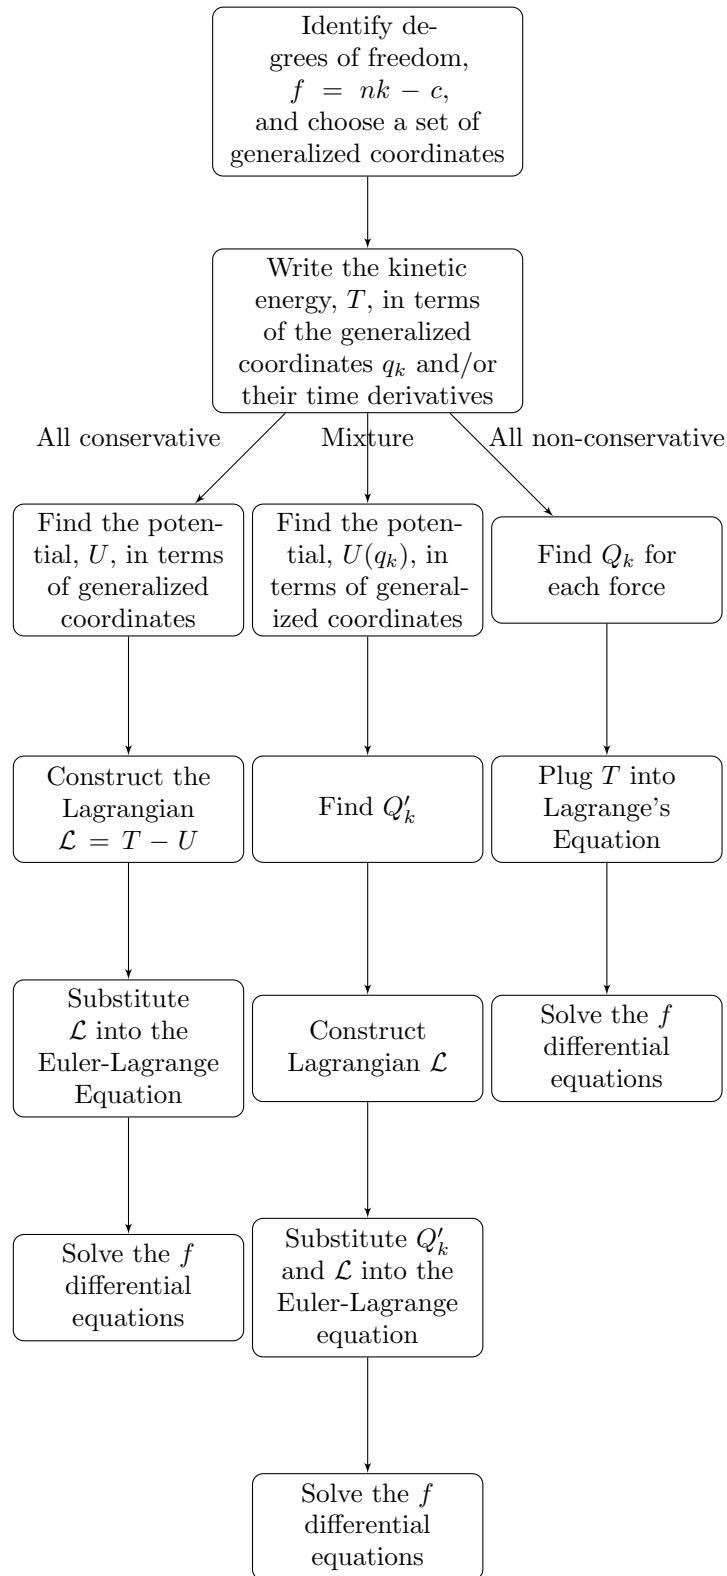 Identify de-
grees of freedom,
f = nk − c,
and choose a set of
generalized coordinates
Write the kinetic
energy, T, in terms
of the generalized
coordinates q_k and/or
their time derivatives
All conservative
Mixture
All non-conservative
Find the poten-
tial, U, in terms
of generalized
coordinates
Find the poten-
tial, U(q_k), in
terms of general-
ized coordinates
Find Q_k for
each force
Construct the
Lagrangian
ℒ = T − U
Find Q′_k
Plug T into
Lagrange's
Equation
Substitute
ℒ into the
Euler-Lagrange
Equation
Construct
Lagrangian ℒ
Solve the f
differential
equations
Solve the f
differential
equations
Substitute Q′_k
and ℒ into the
Euler-Lagrange
equation
Solve the f
differential
equations